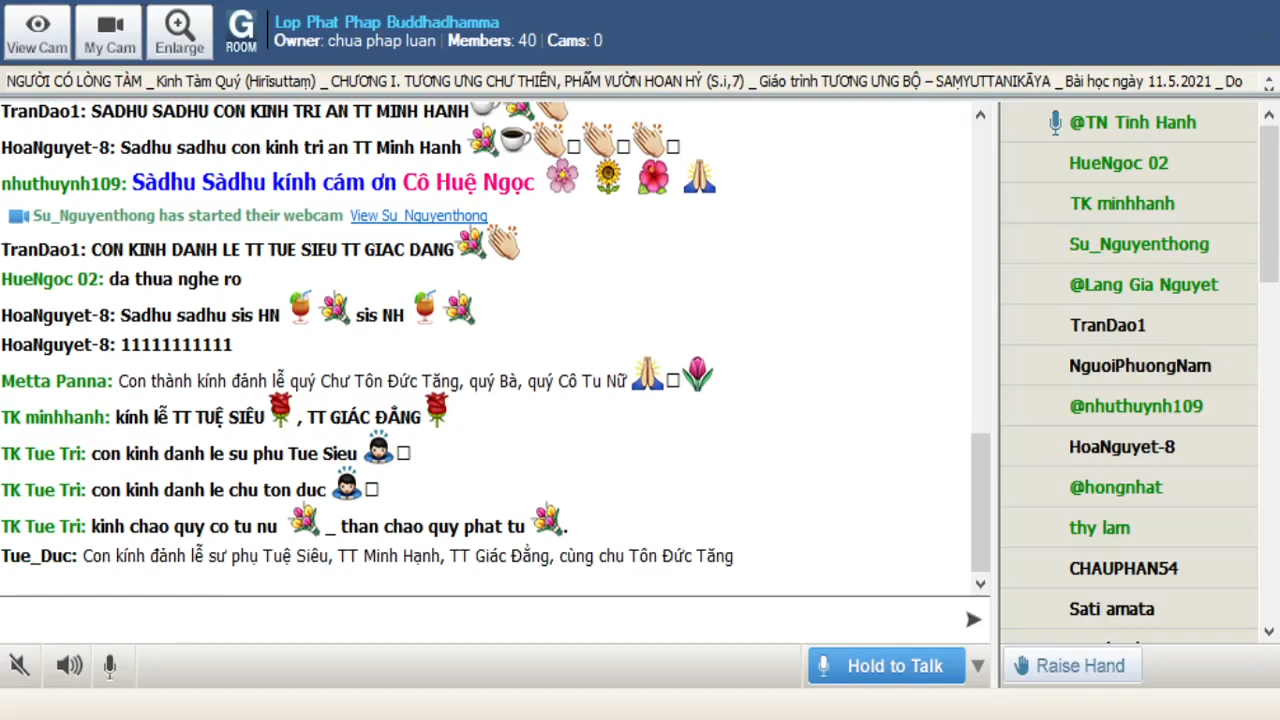 View Cam
My Cam
Enlarge
G
ROOM
Lop Phat Phap Buddhadhamma
Owner: chua phap luan | Members: 40 | Cams: 0
NGƯỜI CÓ LÒNG TÀM _ Kinh Tàm Quý (Hirīsuttaṃ) _ CHƯƠNG I. TƯƠNG ƯNG CHƯ THIÊN, PHẨM VƯỜN HOAN HỶ (S.i,7) _ Giáo trình TƯƠNG ƯNG BỘ – SAṂYUTTANIKĀYA _ Bài học ngày 11.5.2021 _ Do
TranDao1: SADHU SADHU CON KINH TRI AN TT MINH HANH
HoaNguyet-8: Sadhu sadhu con kinh tri an TT Minh Hanh
nhuthuynh109: Sàdhu Sàdhu kính cám ơn Cô Huệ Ngọc
Su_Nguyenthong has started their webcam View Su_Nguyenthong
TranDao1: CON KINH DANH LE TT TUE SIEU TT GIAC DANG
HueNgoc 02: da thua nghe ro
HoaNguyet-8: Sadhu sadhu sis HN sis NH
HoaNguyet-8: 11111111111
Metta Panna: Con thành kính đảnh lễ quý Chư Tôn Đức Tăng, quý Bà, quý Cô Tu Nữ
TK minhhanh: kính lễ TT TUỆ SIÊU , TT GIÁC ĐẲNG
TK Tue Tri: con kinh danh le su phu Tue Sieu
TK Tue Tri: con kinh danh le chu ton duc
TK Tue Tri: kinh chao quy co tu nu _ than chao quy phat tu .
Tue_Duc: Con kính đảnh lễ sư phụ Tuệ Siêu, TT Minh Hạnh, TT Giác Đẳng, cùng chu Tôn Đức Tăng
@TN Tinh Hanh
HueNgoc 02
TK minhhanh
Su_Nguyenthong
@Lang Gia Nguyet
TranDao1
NguoiPhuongNam
@nhuthuynh109
HoaNguyet-8
@hongnhat
thy lam
CHAUPHAN54
Sati amata
Hold to Talk
Raise Hand